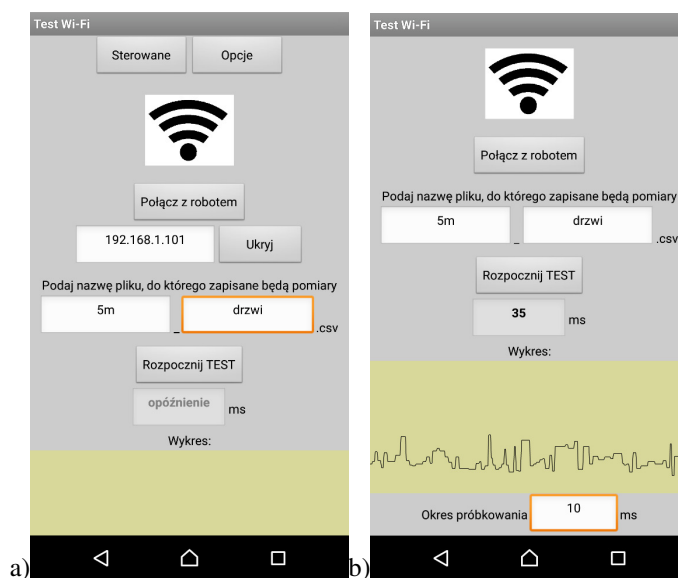 Test Wi-Fi
Sterowane Opcje
Połącz z robotem
192.168.1.101 Ukryj
Podaj nazwę pliku, do którego zapisane będą pomiary
5m _ drzwi .csv
Rozpocznij TEST
opóźnienie ms
Wykres:
a)
Test Wi-Fi
Połącz z robotem
Podaj nazwę pliku, do którego zapisane będą pomiary
5m _ drzwi .csv
Rozpocznij TEST
35 ms
Wykres:
Okres próbkowania 10 ms
b)